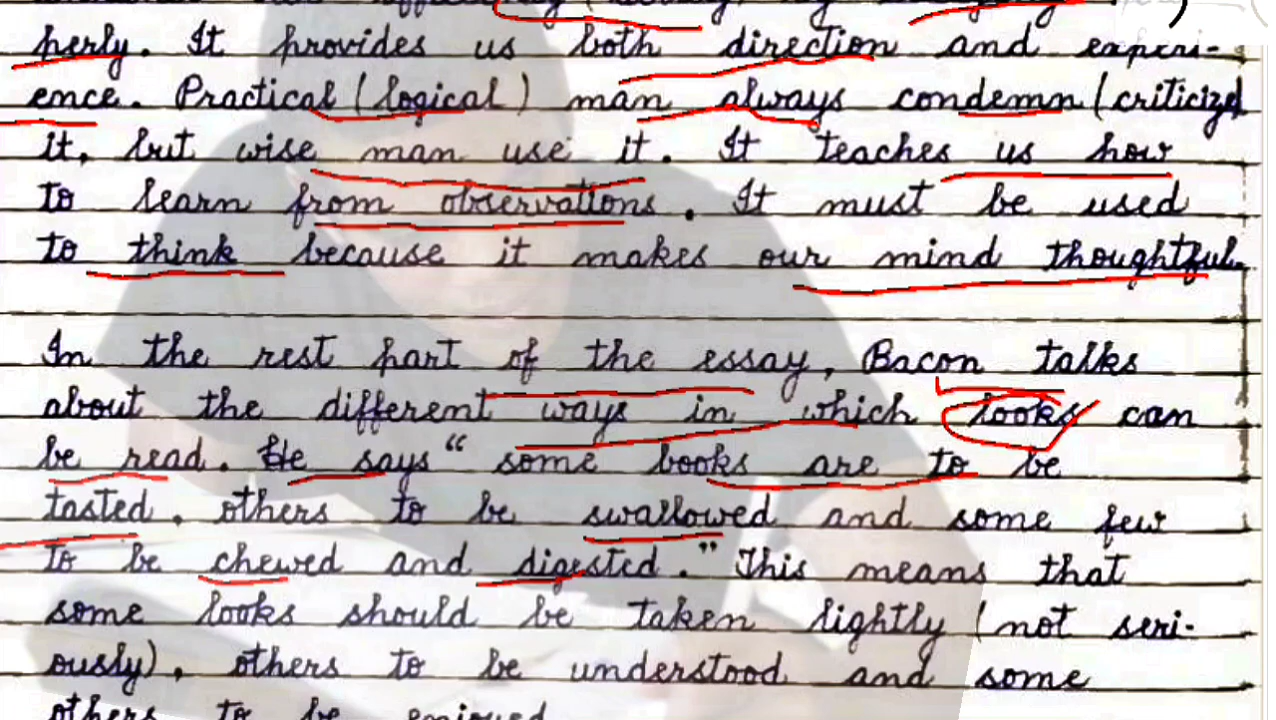 perly. It provides us both direction and experi-
ence. Practical (logical) man always condemn (criticize)
it, but wise man use it. It teaches us how
to learn from observations. It must be used
to think because it makes our mind thoughtful.
In the rest part of the essay, Bacon talks
about the different ways in which books can
be read. He says "some books are to be
tasted, others to be swallowed and some few
to be chewed and digested." This means that
some books should be taken lightly (not seri-
ously), others to be understood and some
others to be enjoyed